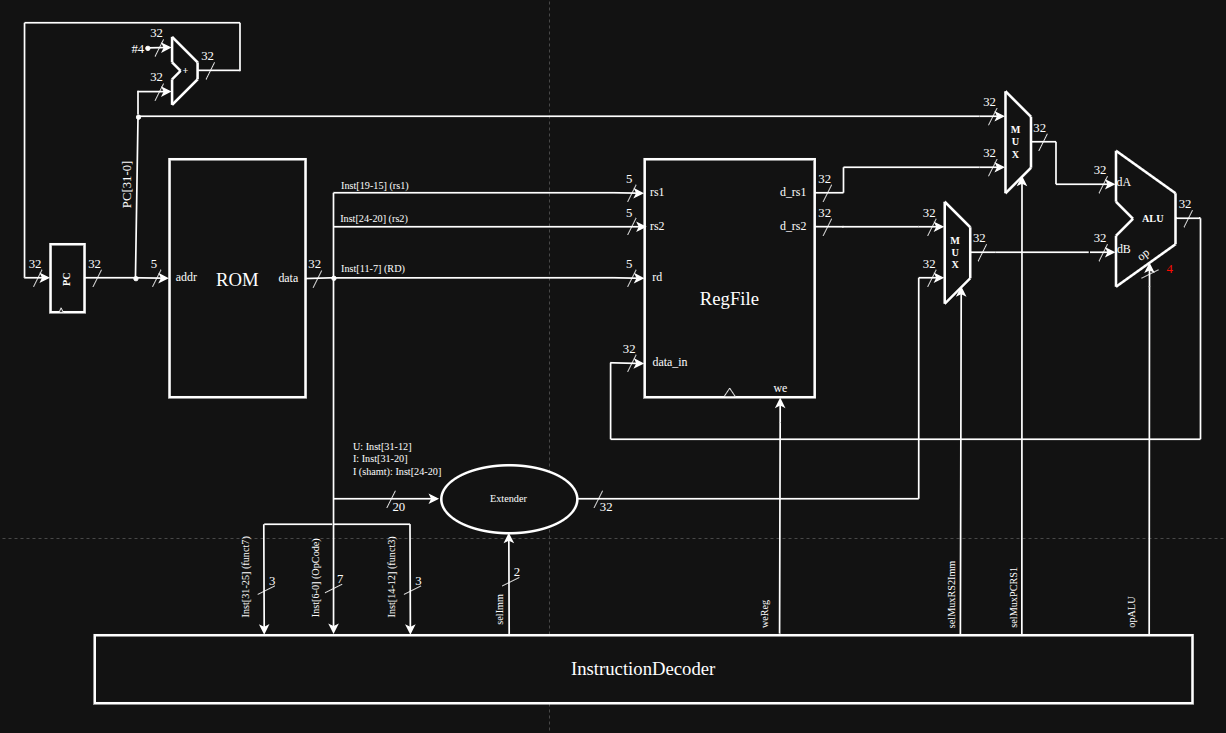 32
#4
32
+
32
PC[31-0]
32
PC
32
5
addr
ROM
data
32
Inst[19-15] (rs1)
Inst[24-20] (rs2)
Inst[11-7] (RD)
5
rs1
5
rs2
5
rd
32
data_in
RegFile
we
d_rs1
32
d_rs2
32
32
32
M
U
X
32
32
32
M
U
X
32
32
dA
32
dB
ALU
op
4
32
U: Inst[31-12]
I: Inst[31-20]
I (shamt): Inst[24-20]
20
Extender
32
Inst[31-25] (funct7)
3
Inst[6-0] (OpCode)
7
Inst[14-12] (funct3)
3
selImm
2
weReg
selMuxRS2Imm
selMuxPCRS1
opALU
InstructionDecoder